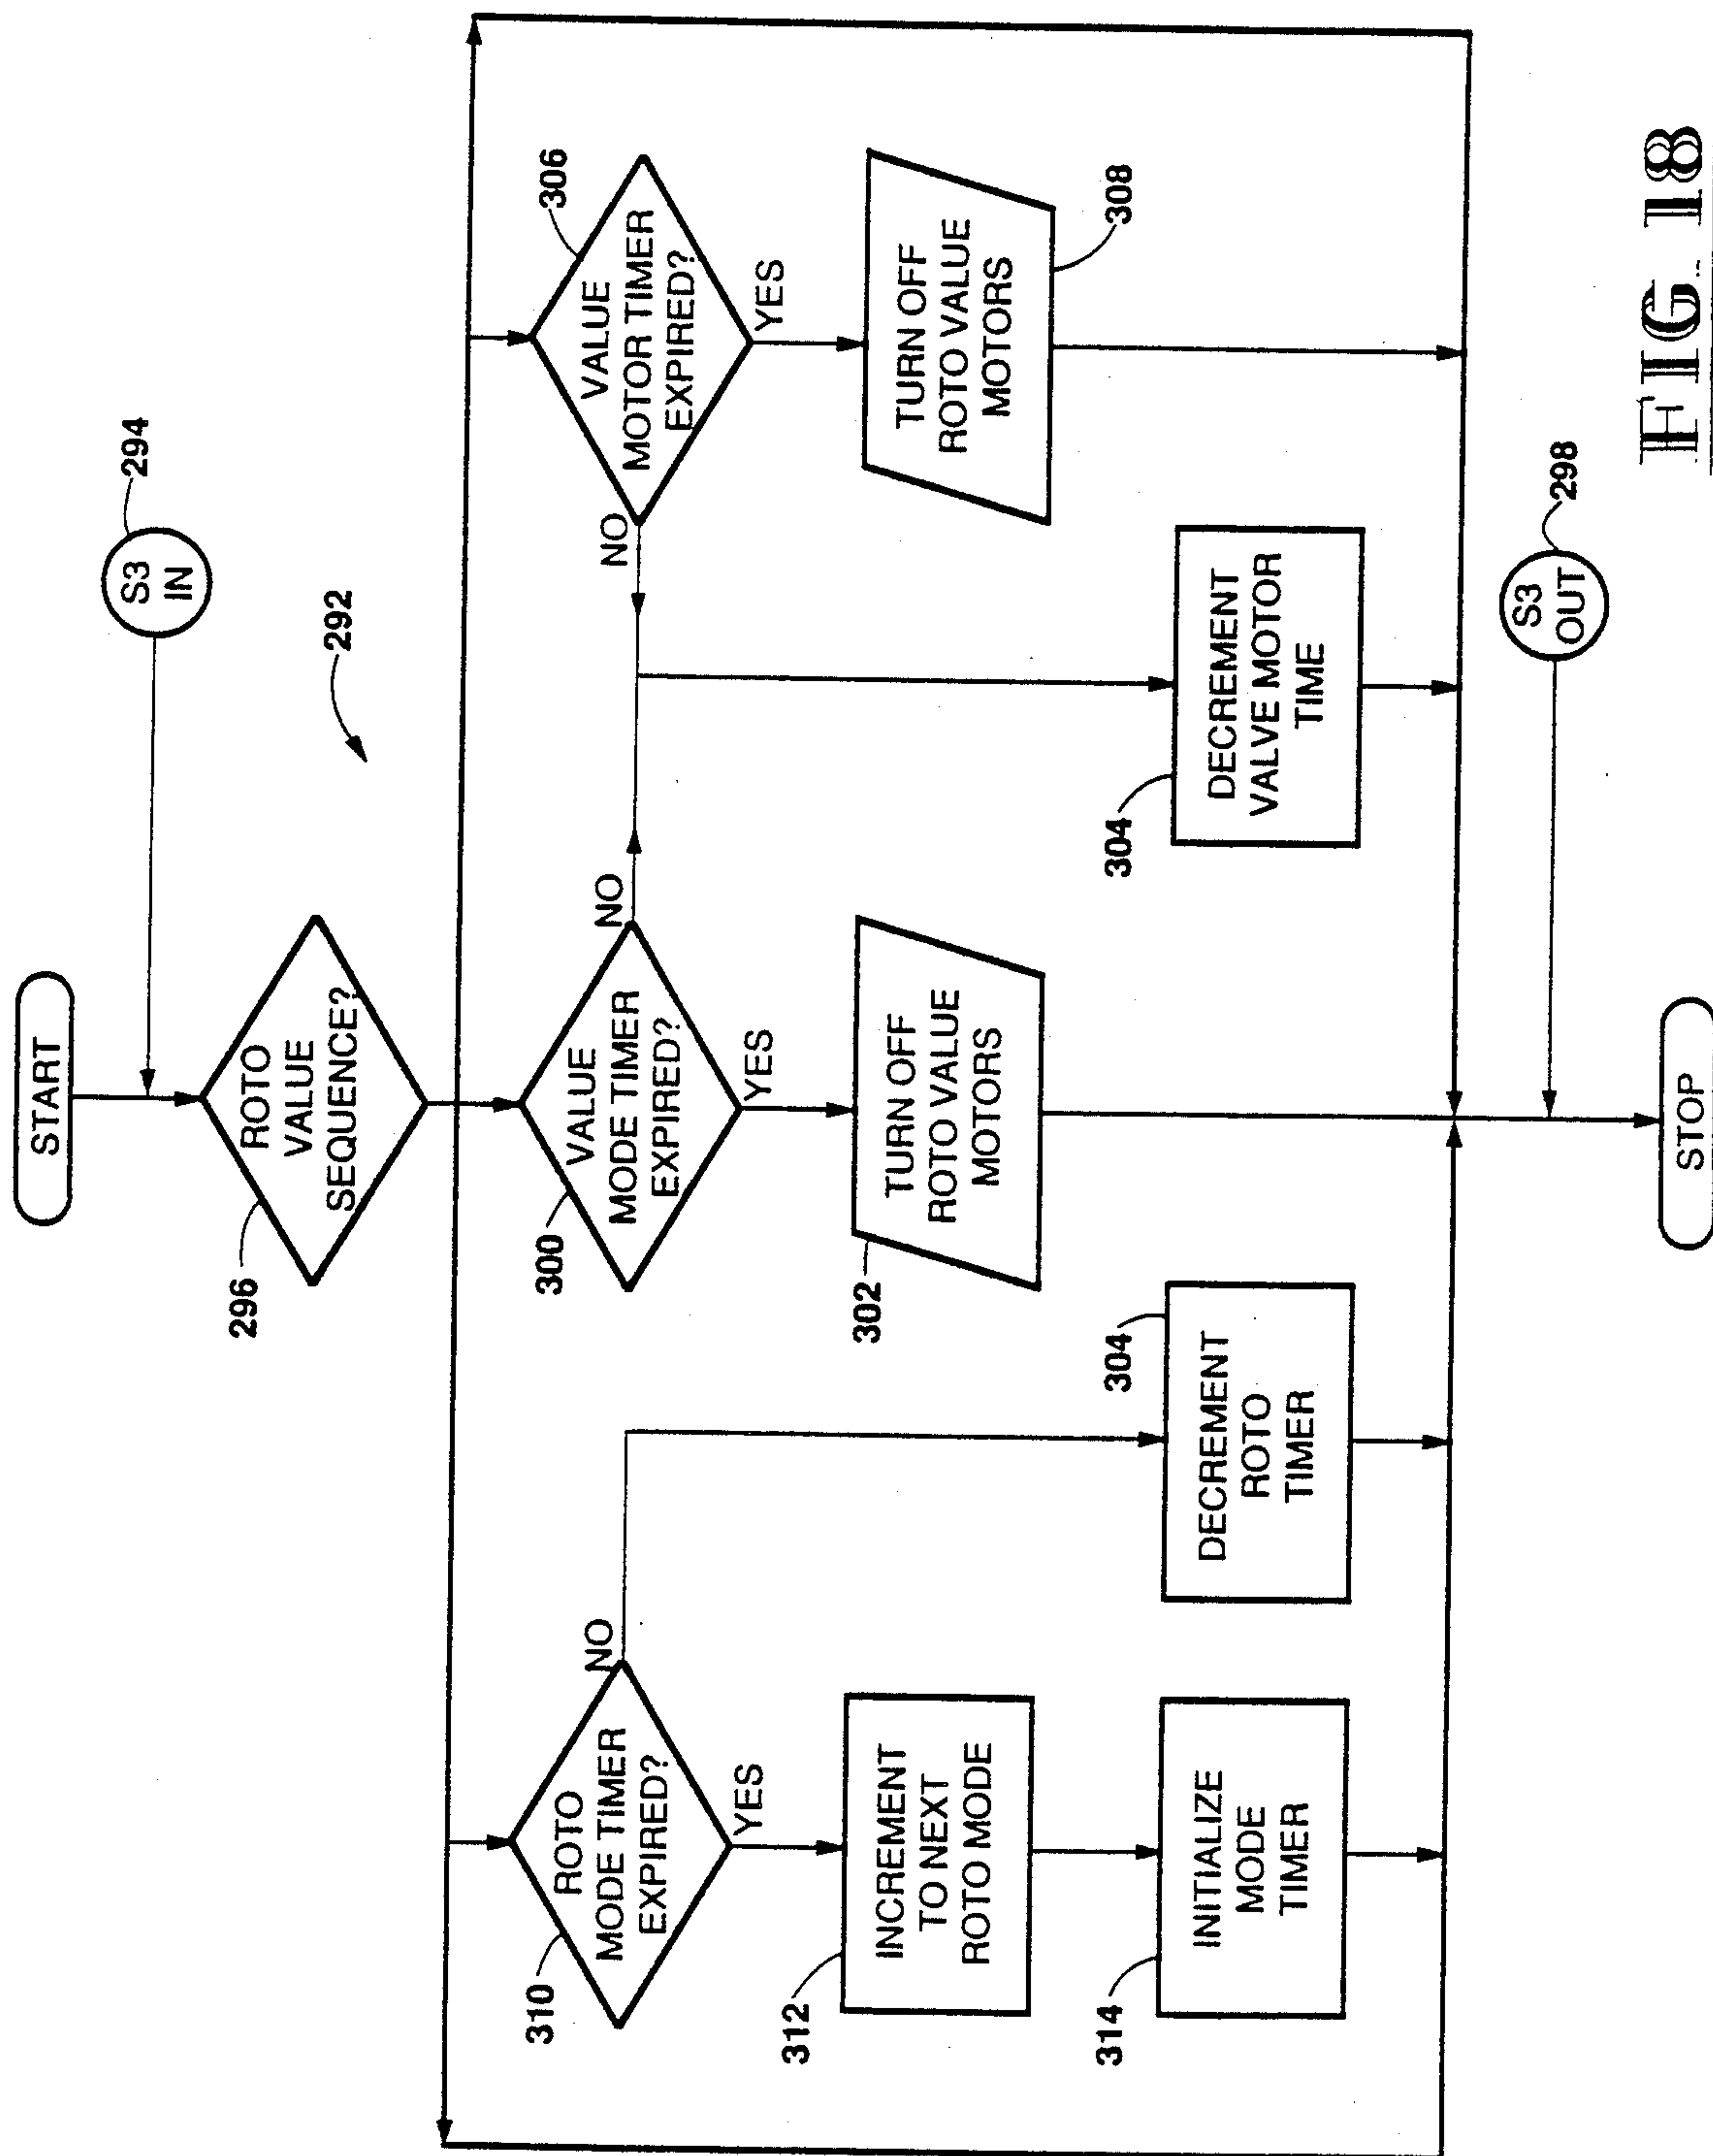 START
S3
IN
294
292
ROTO
VALUE
SEQUENCE?
296
310
ROTO
MODE TIMER
EXPIRED?
NO
YES
300
VALUE
MODE TIMER
EXPIRED?
NO
YES
306
VALUE
MOTOR TIMER
EXPIRED?
NO
YES
312
INCREMENT
TO NEXT
ROTO MODE
302
TURN OFF
ROTO VALUE
MOTORS
TURN OFF
ROTO VALUE
MOTORS
308
314
INITIALIZE
MODE
TIMER
304
DECREMENT
ROTO
TIMER
304
DECREMENT
VALVE MOTOR
TIME
S3
OUT
298
STOP
FIG. 18